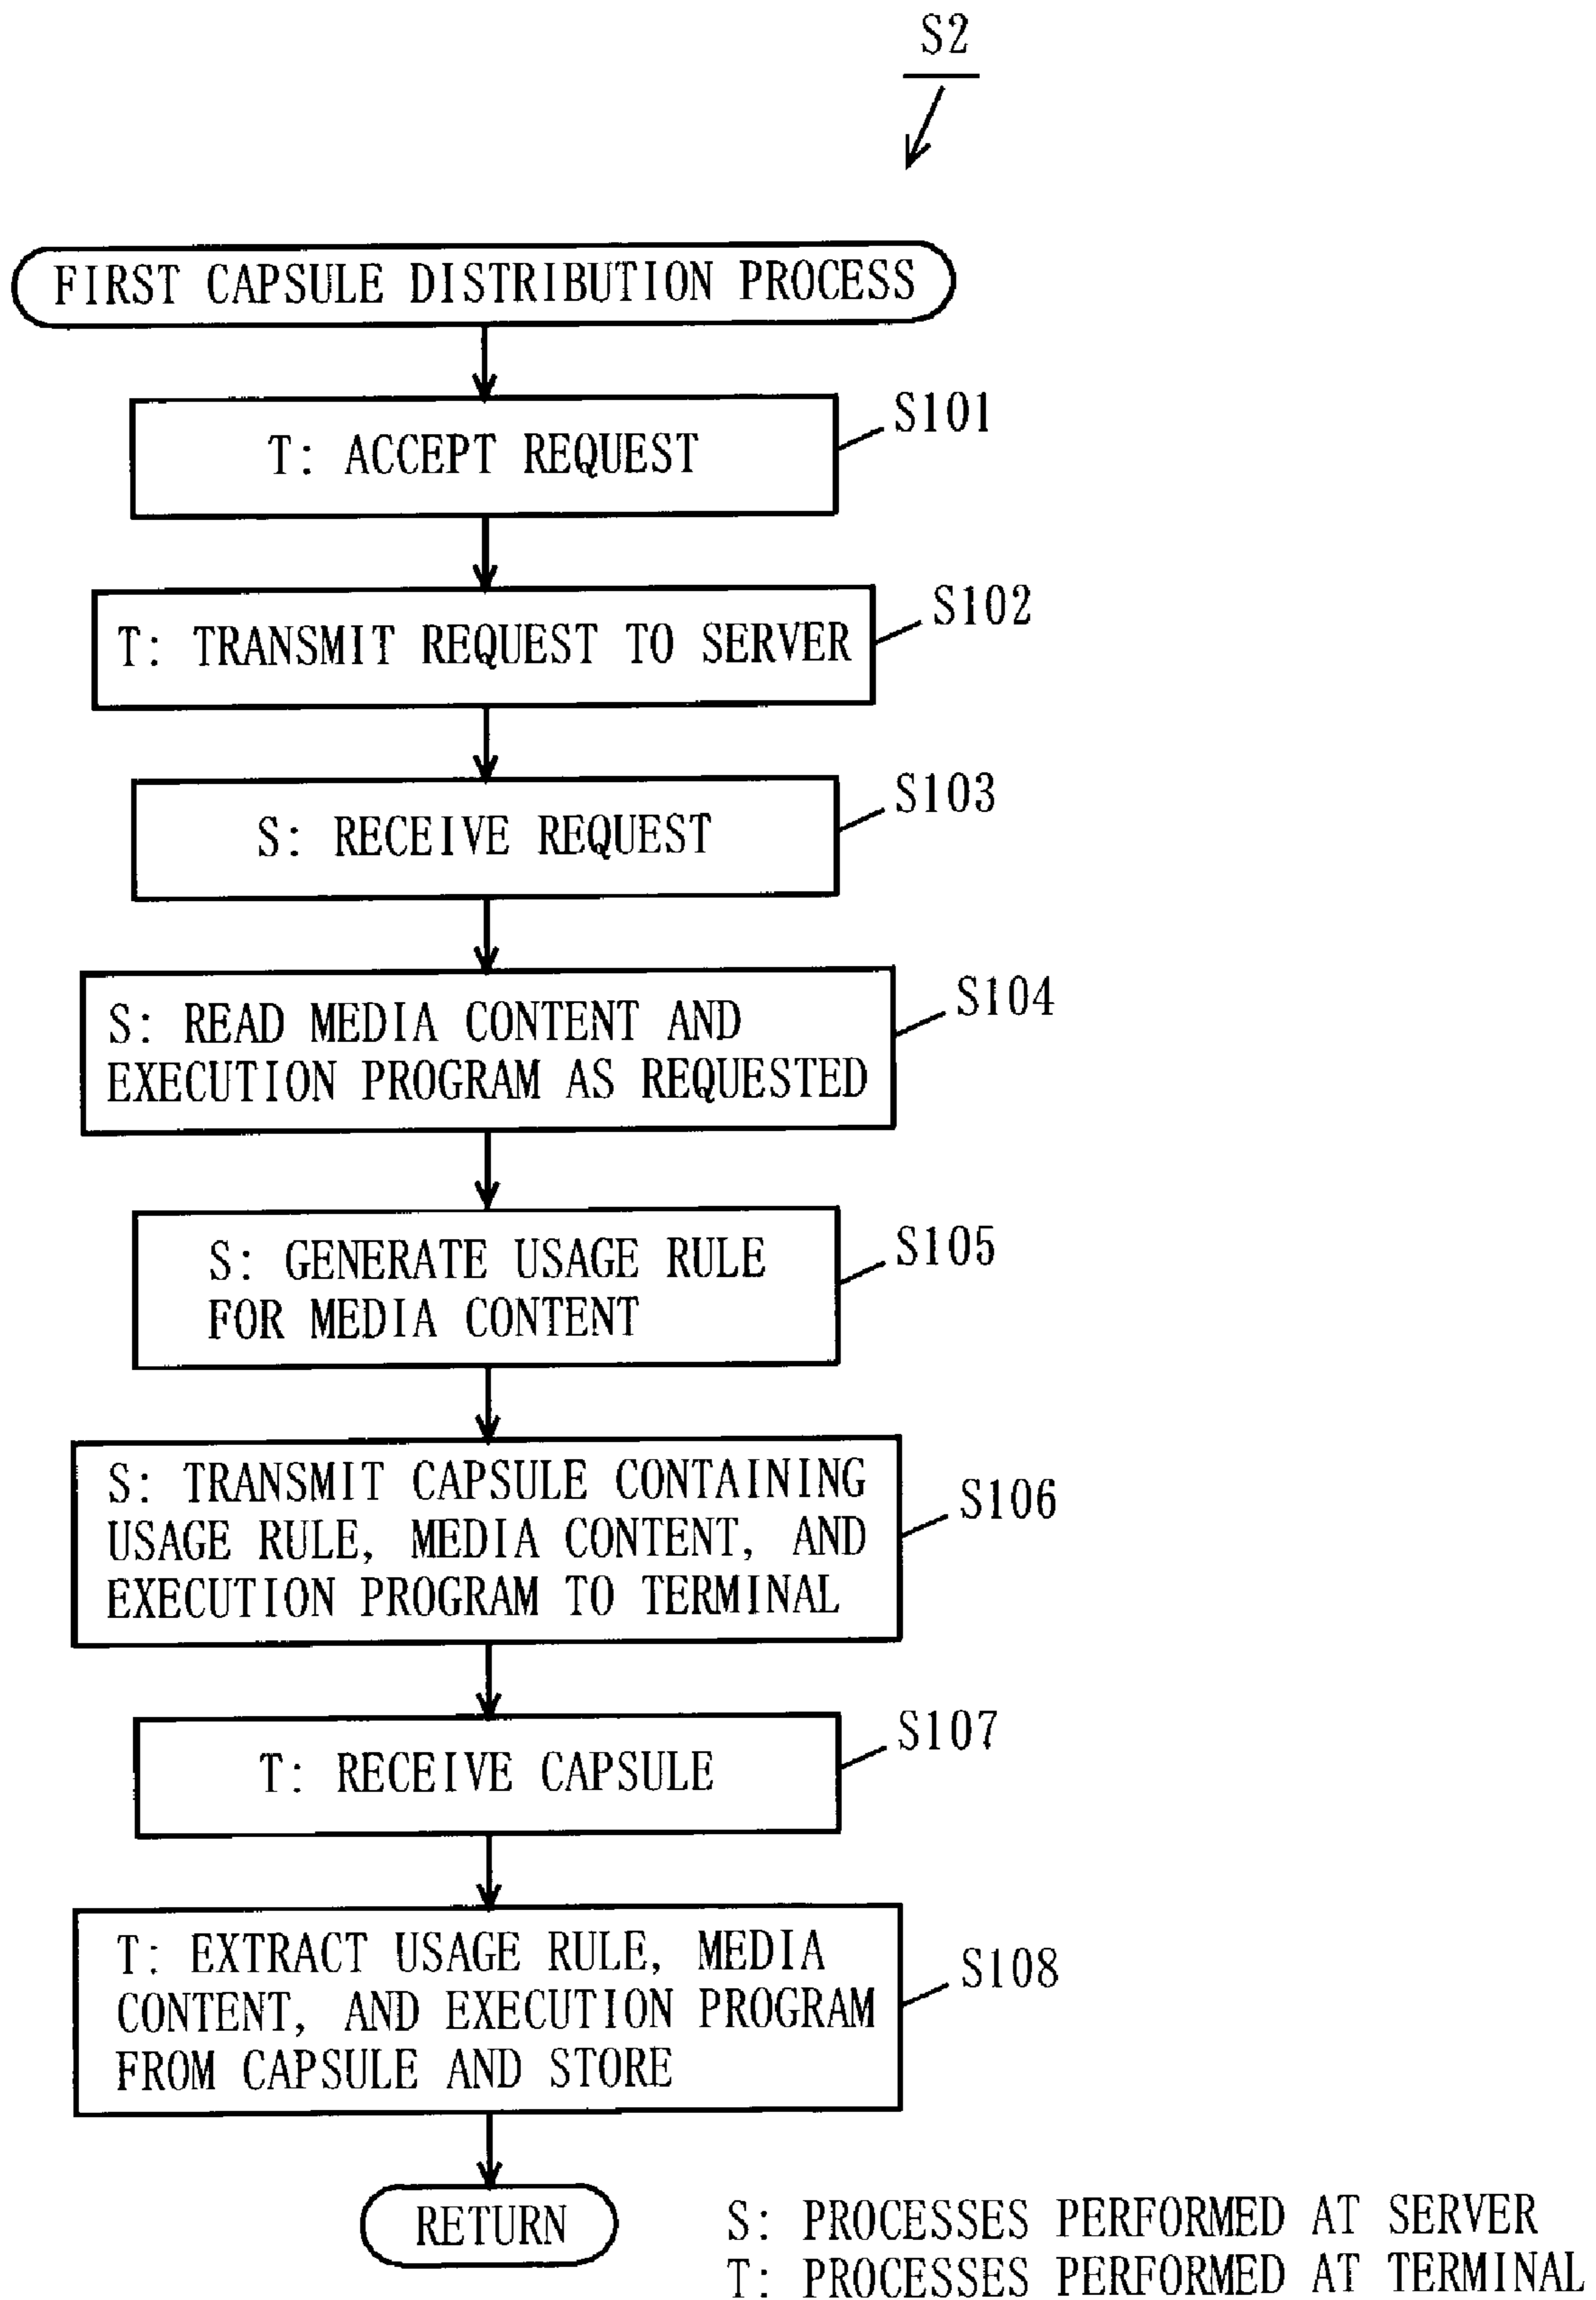 S2
FIRST CAPSULE DISTRIBUTION PROCESS
T: ACCEPT REQUEST
S101
T: TRANSMIT REQUEST TO SERVER
S102
S: RECEIVE REQUEST
S103
S: READ MEDIA CONTENT AND
EXECUTION PROGRAM AS REQUESTED
S104
S: GENERATE USAGE RULE
FOR MEDIA CONTENT
S105
S: TRANSMIT CAPSULE CONTAINING
USAGE RULE, MEDIA CONTENT, AND
EXECUTION PROGRAM TO TERMINAL
S106
T: RECEIVE CAPSULE
S107
T: EXTRACT USAGE RULE, MEDIA
CONTENT, AND EXECUTION PROGRAM
FROM CAPSULE AND STORE
S108
RETURN
S: PROCESSES PERFORMED AT SERVER
T: PROCESSES PERFORMED AT TERMINAL